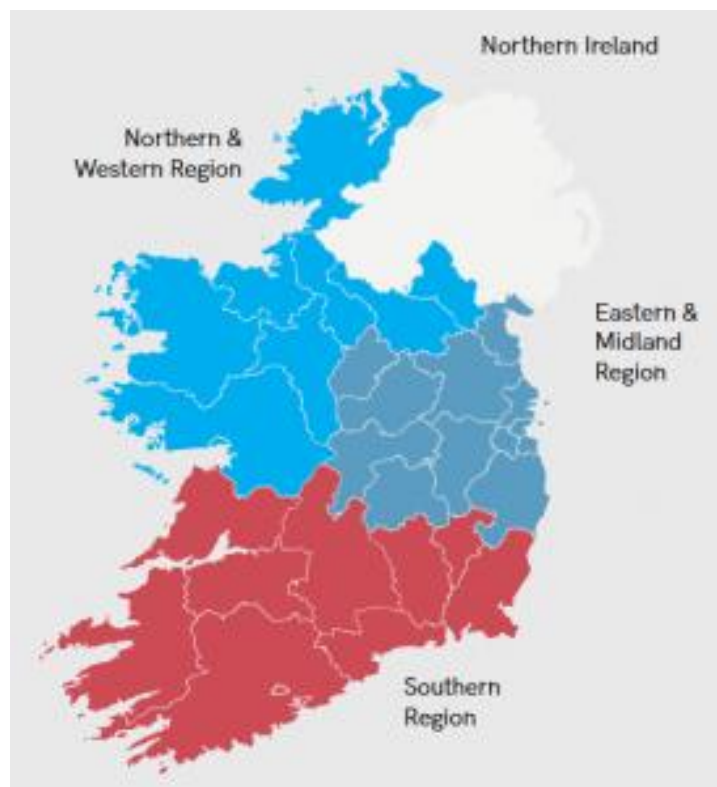 Northern Ireland
Northern &
Western Region
Eastern &
Midland
Region
Southern
Region